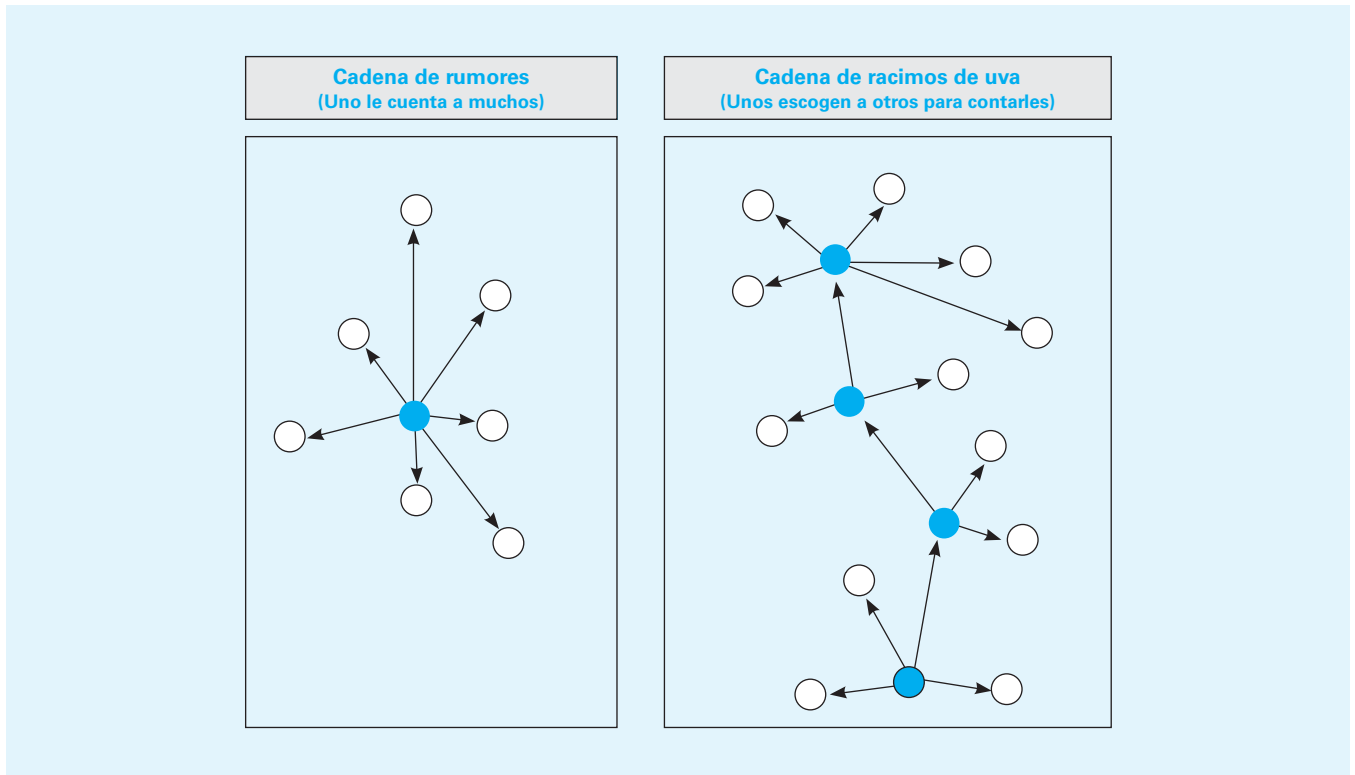 Cadena de rumores
(Uno le cuenta a muchos)
Cadena de racimos de uva
(Unos escogen a otros para contarles)